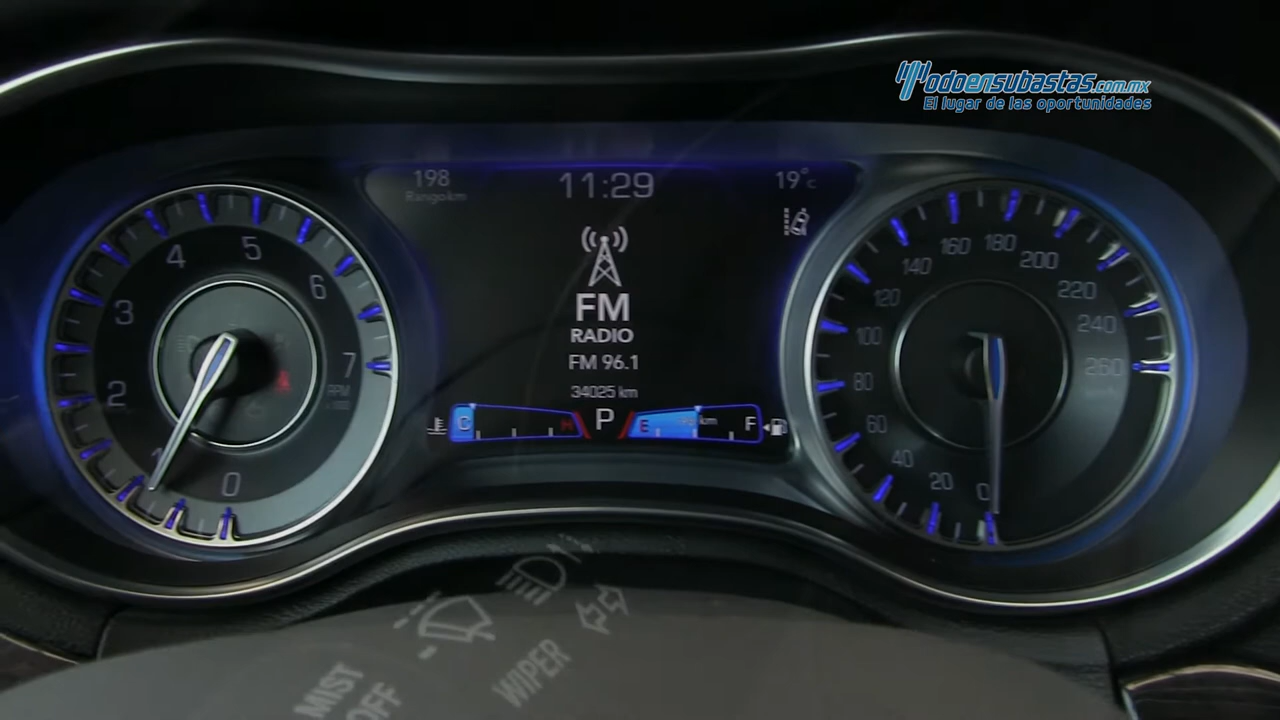 Todoensubastas.com.mx
El lugar de las oportunidades
198
Rango km
11:29
19°c
FM
RADIO
FM 96.1
34025 km
C H P E F
0 1 2 3 4 5 6 7
RPM
0 20 40 60 80 100 120 140 160 180 200 220 240 260
MIST
OFF
WIPER